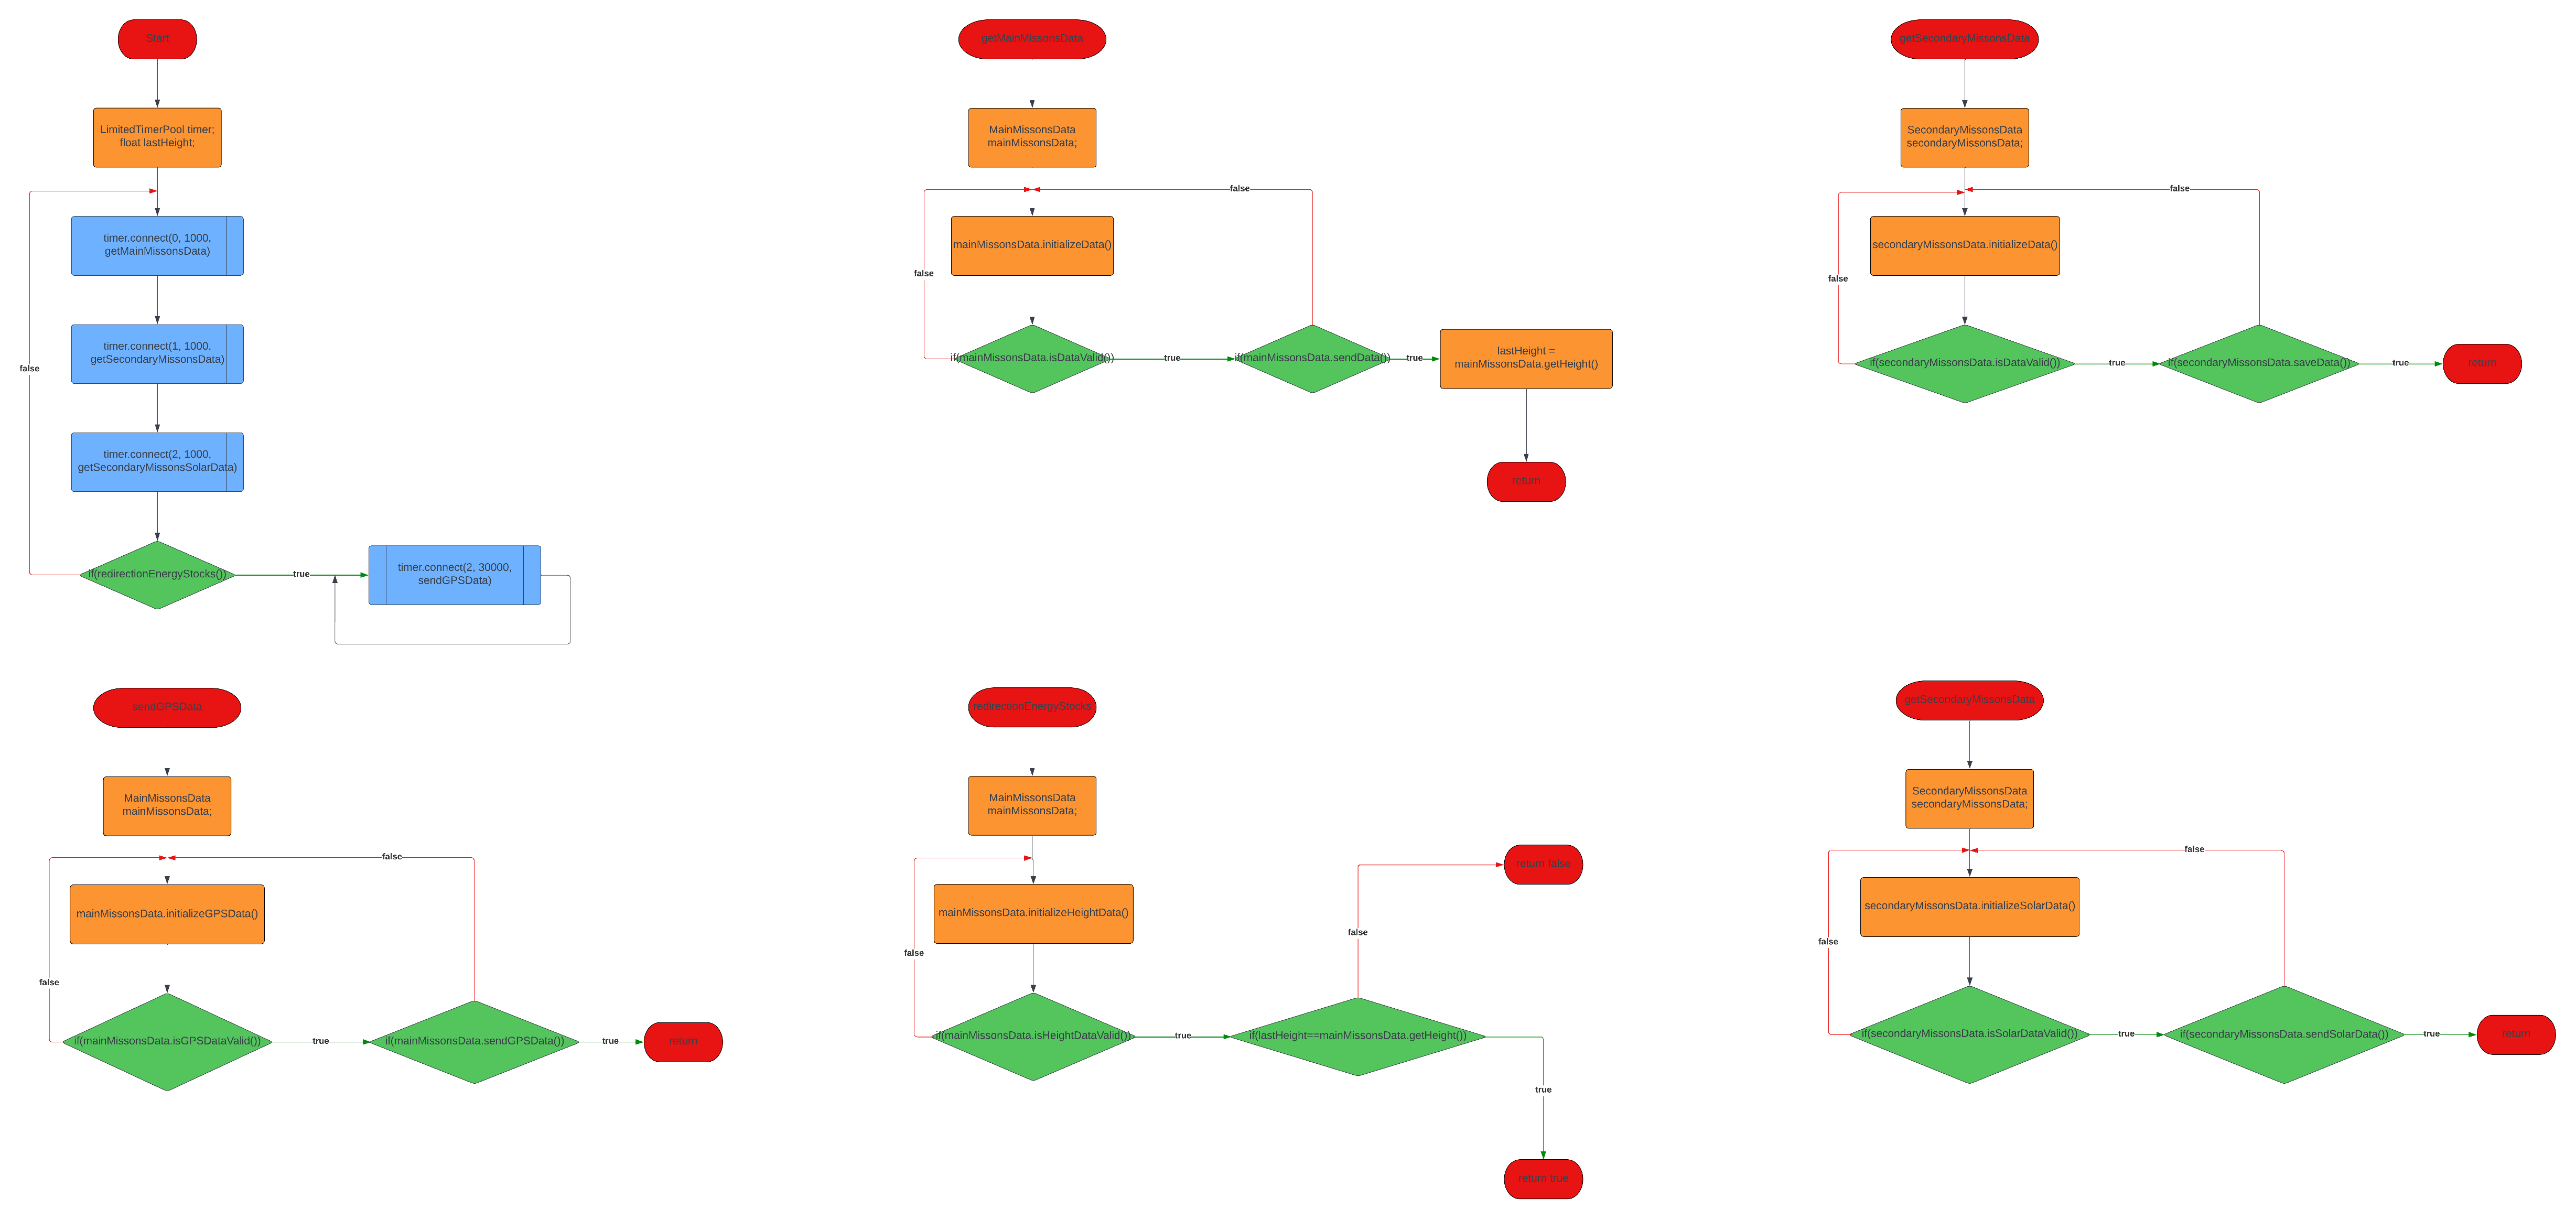 Start
LimitedTimerPool timer;
float lastHeight;
timer.connect(0, 1000,
getMainMissonsData)
timer.connect(1, 1000,
getSecondaryMissonsData)
timer.connect(2, 1000,
getSecondaryMissonsSolarData)
false
if(redirectionEnergyStocks())
true
timer.connect(2, 30000,
sendGPSData)
getMainMissonsData
MainMissonsData
mainMissonsData;
false
mainMissonsData.initializeData()
false
if(mainMissonsData.isDataValid())
true
if(mainMissonsData.sendData())
true
lastHeight =
mainMissonsData.getHeight()
return
getSecondaryMissonsData
SecondaryMissonsData
secondaryMissonsData;
false
secondaryMissonsData.initializeData()
false
if(secondaryMissonsData.isDataValid())
true
if(secondaryMissonsData.saveData())
true
return
sendGPSData
MainMissonsData
mainMissonsData;
false
mainMissonsData.initializeGPSData()
false
if(mainMissonsData.isGPSDataValid())
true
if(mainMissonsData.sendGPSData())
true
return
redirectionEnergyStocks
MainMissonsData
mainMissonsData;
return false
mainMissonsData.initializeHeightData()
false
false
if(mainMissonsData.isHeightDataValid())
true
if(lastHeight==mainMissonsData.getHeight())
true
return true
getSecondaryMissonsData
SecondaryMissonsData
secondaryMissonsData;
false
secondaryMissonsData.initializeSolarData()
false
if(secondaryMissonsData.isSolarDataValid())
true
if(secondaryMissonsData.sendSolarData())
true
return